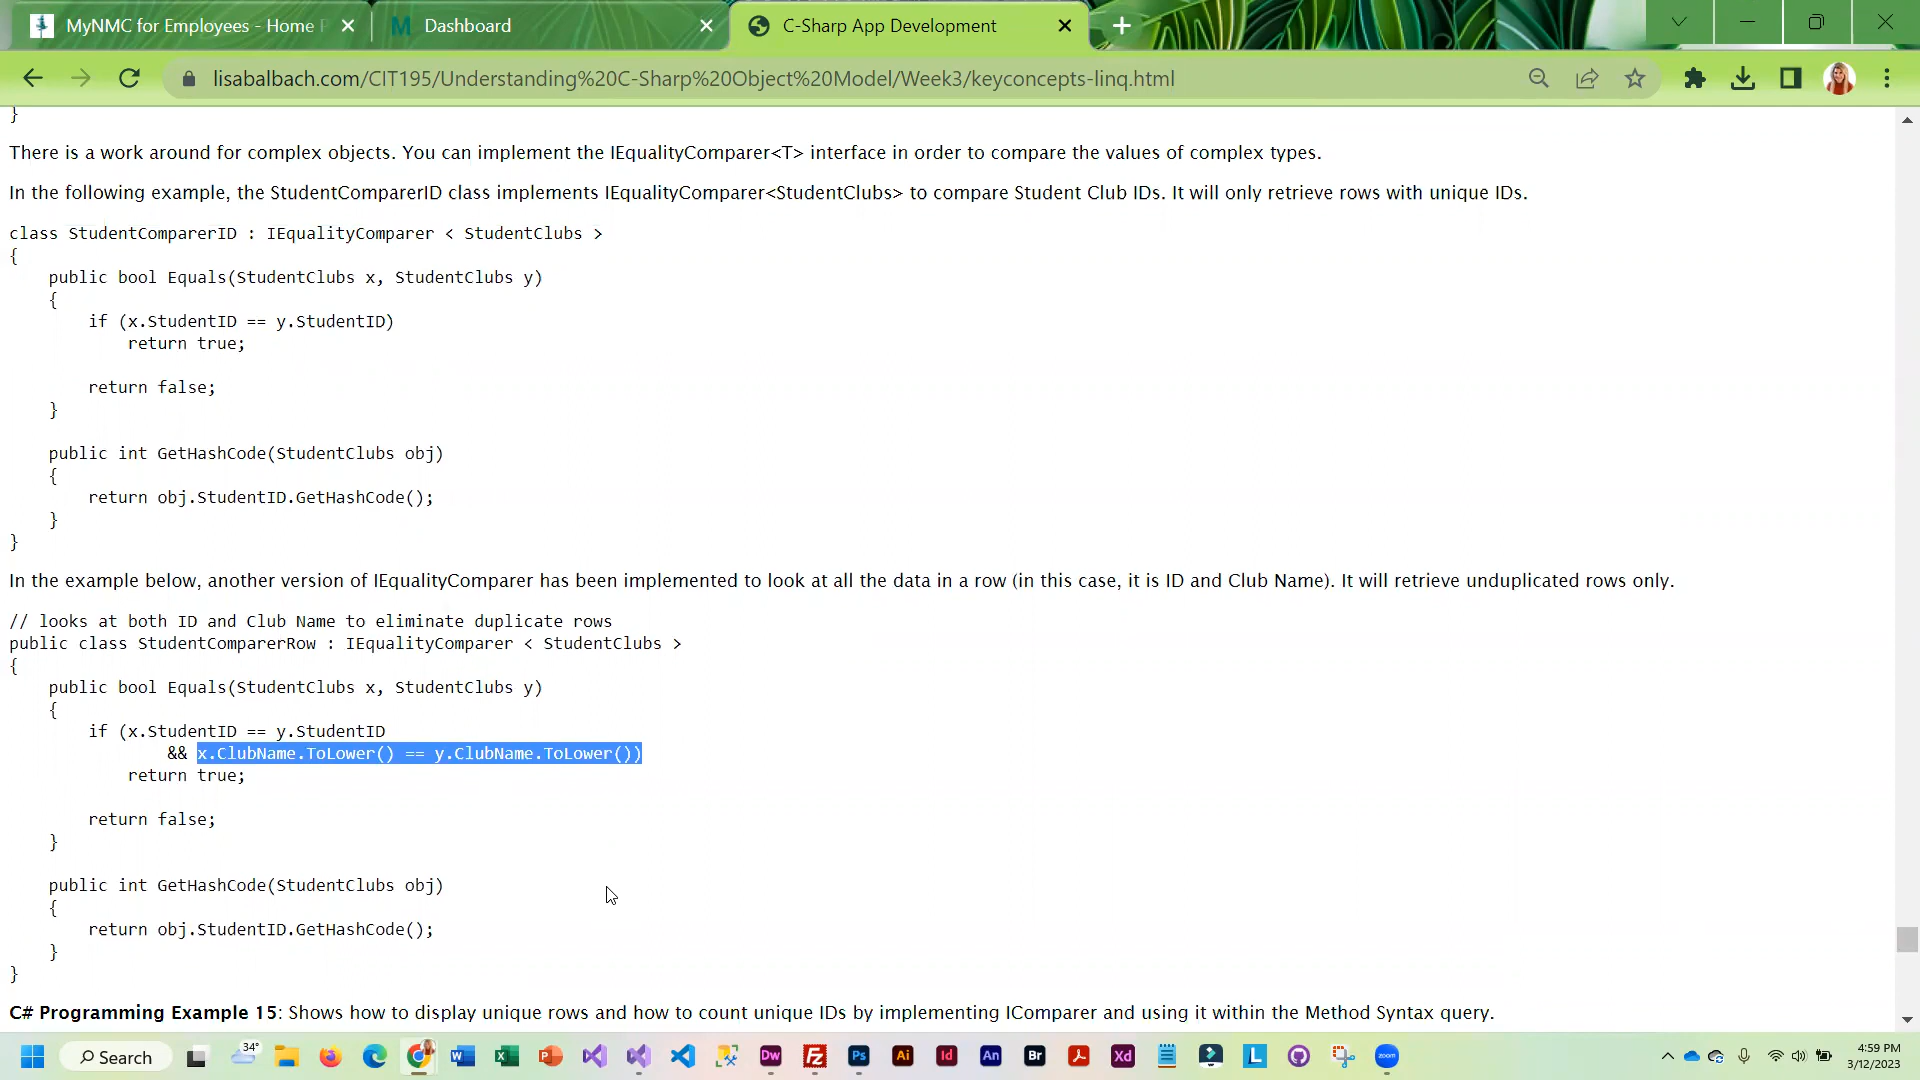 MyNMC for Employees - Home P
Dashboard
C-Sharp App Development
lisabalbach.com/CIT195/Understanding%20C-Sharp%20Object%20Model/Week3/keyconcepts-linq.html
}
There is a work around for complex objects. You can implement the IEqualityComparer<T> interface in order to compare the values of complex types.
In the following example, the StudentComparerID class implements IEqualityComparer<StudentClubs> to compare Student Club IDs. It will only retrieve rows with unique IDs.
class StudentComparerID : IEqualityComparer < StudentClubs >
{
    public bool Equals(StudentClubs x, StudentClubs y)
    {
        if (x.StudentID == y.StudentID)
            return true;
        return false;
    }
    public int GetHashCode(StudentClubs obj)
    {
        return obj.StudentID.GetHashCode();
    }
}
In the example below, another version of IEqualityComparer has been implemented to look at all the data in a row (in this case, it is ID and Club Name). It will retrieve unduplicated rows only.
// looks at both ID and Club Name to eliminate duplicate rows
public class StudentComparerRow : IEqualityComparer < StudentClubs >
{
    public bool Equals(StudentClubs x, StudentClubs y)
    {
        if (x.StudentID == y.StudentID
                && x.ClubName.ToLower() == y.ClubName.ToLower())
            return true;
        return false;
    }
    public int GetHashCode(StudentClubs obj)
    {
        return obj.StudentID.GetHashCode();
    }
}
C# Programming Example 15: Shows how to display unique rows and how to count unique IDs by implementing IComparer and using it within the Method Syntax query.
Search
34°
Dw
Fz
Ps
Ai
Id
An
Br
Xd
L
zoom
4:59 PM
3/12/2023